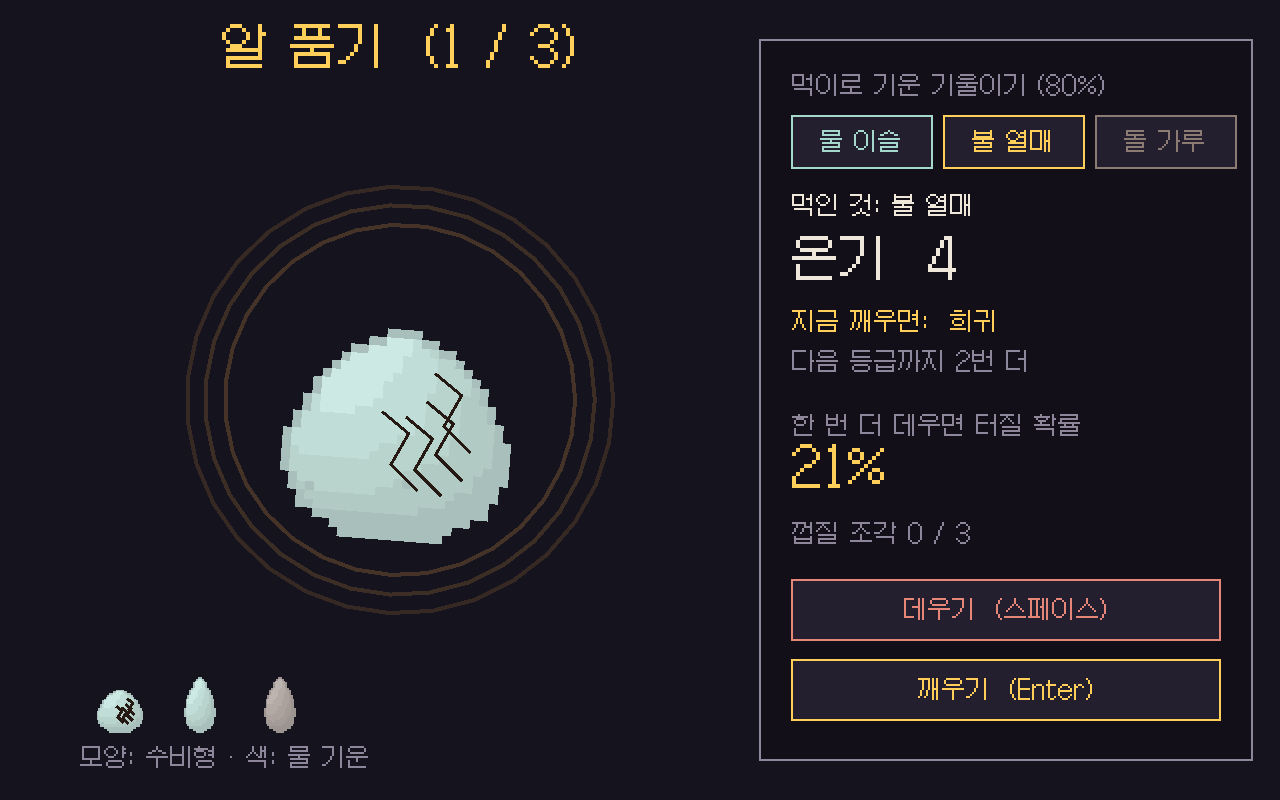 알 품기 (1 / 3)
먹이로 기운 기울이기 (80%)
물 이슬 불 열매 돌 가루
먹인 것: 불 열매
온기 4
지금 깨우면: 희귀
다음 등급까지 2번 더
한 번 더 데우면 터질 확률
21%
껍질 조각 0 / 3
데우기 (스페이스)
깨우기 (Enter)
모양: 수비형 · 색: 물 기운